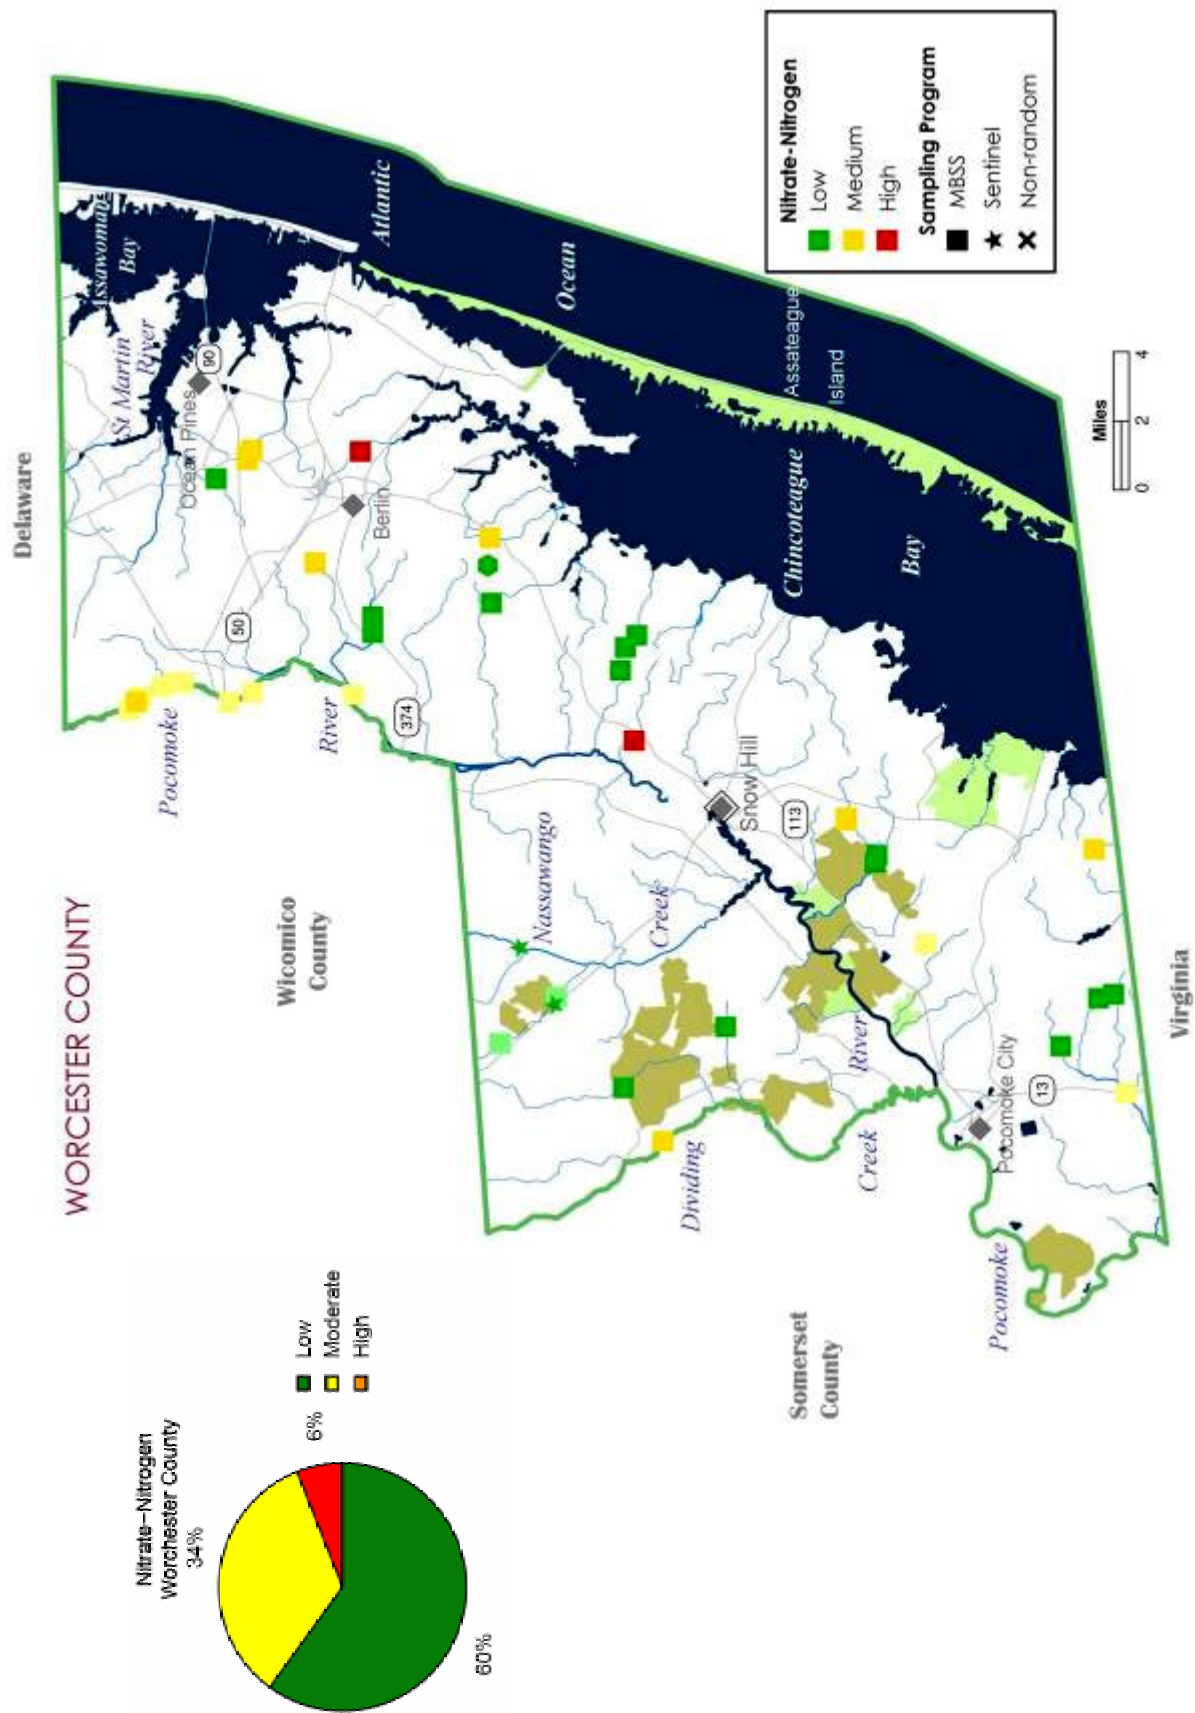 WORCESTER COUNTY
Nitrate-Nitrogen
Worchester County
34%
6%
60%
Low
Moderate
High
Delaware
Wicomico
County
Somerset
County
Virginia
Assawoman
Bay
St Martin
River
Ocean Pines
90
Atlantic
Ocean
Berlin
50
Pocomoke
River
374
Assateague
Island
Chincoteague
Bay
Snow Hill
113
Nassawango
Creek
River
Dividing
Creek
Pocomoke City
13
Pocomoke
Nitrate-Nitrogen
Low
Medium
High
Sampling Program
MBSS
Sentinel
Non-random
Miles
0 2 4